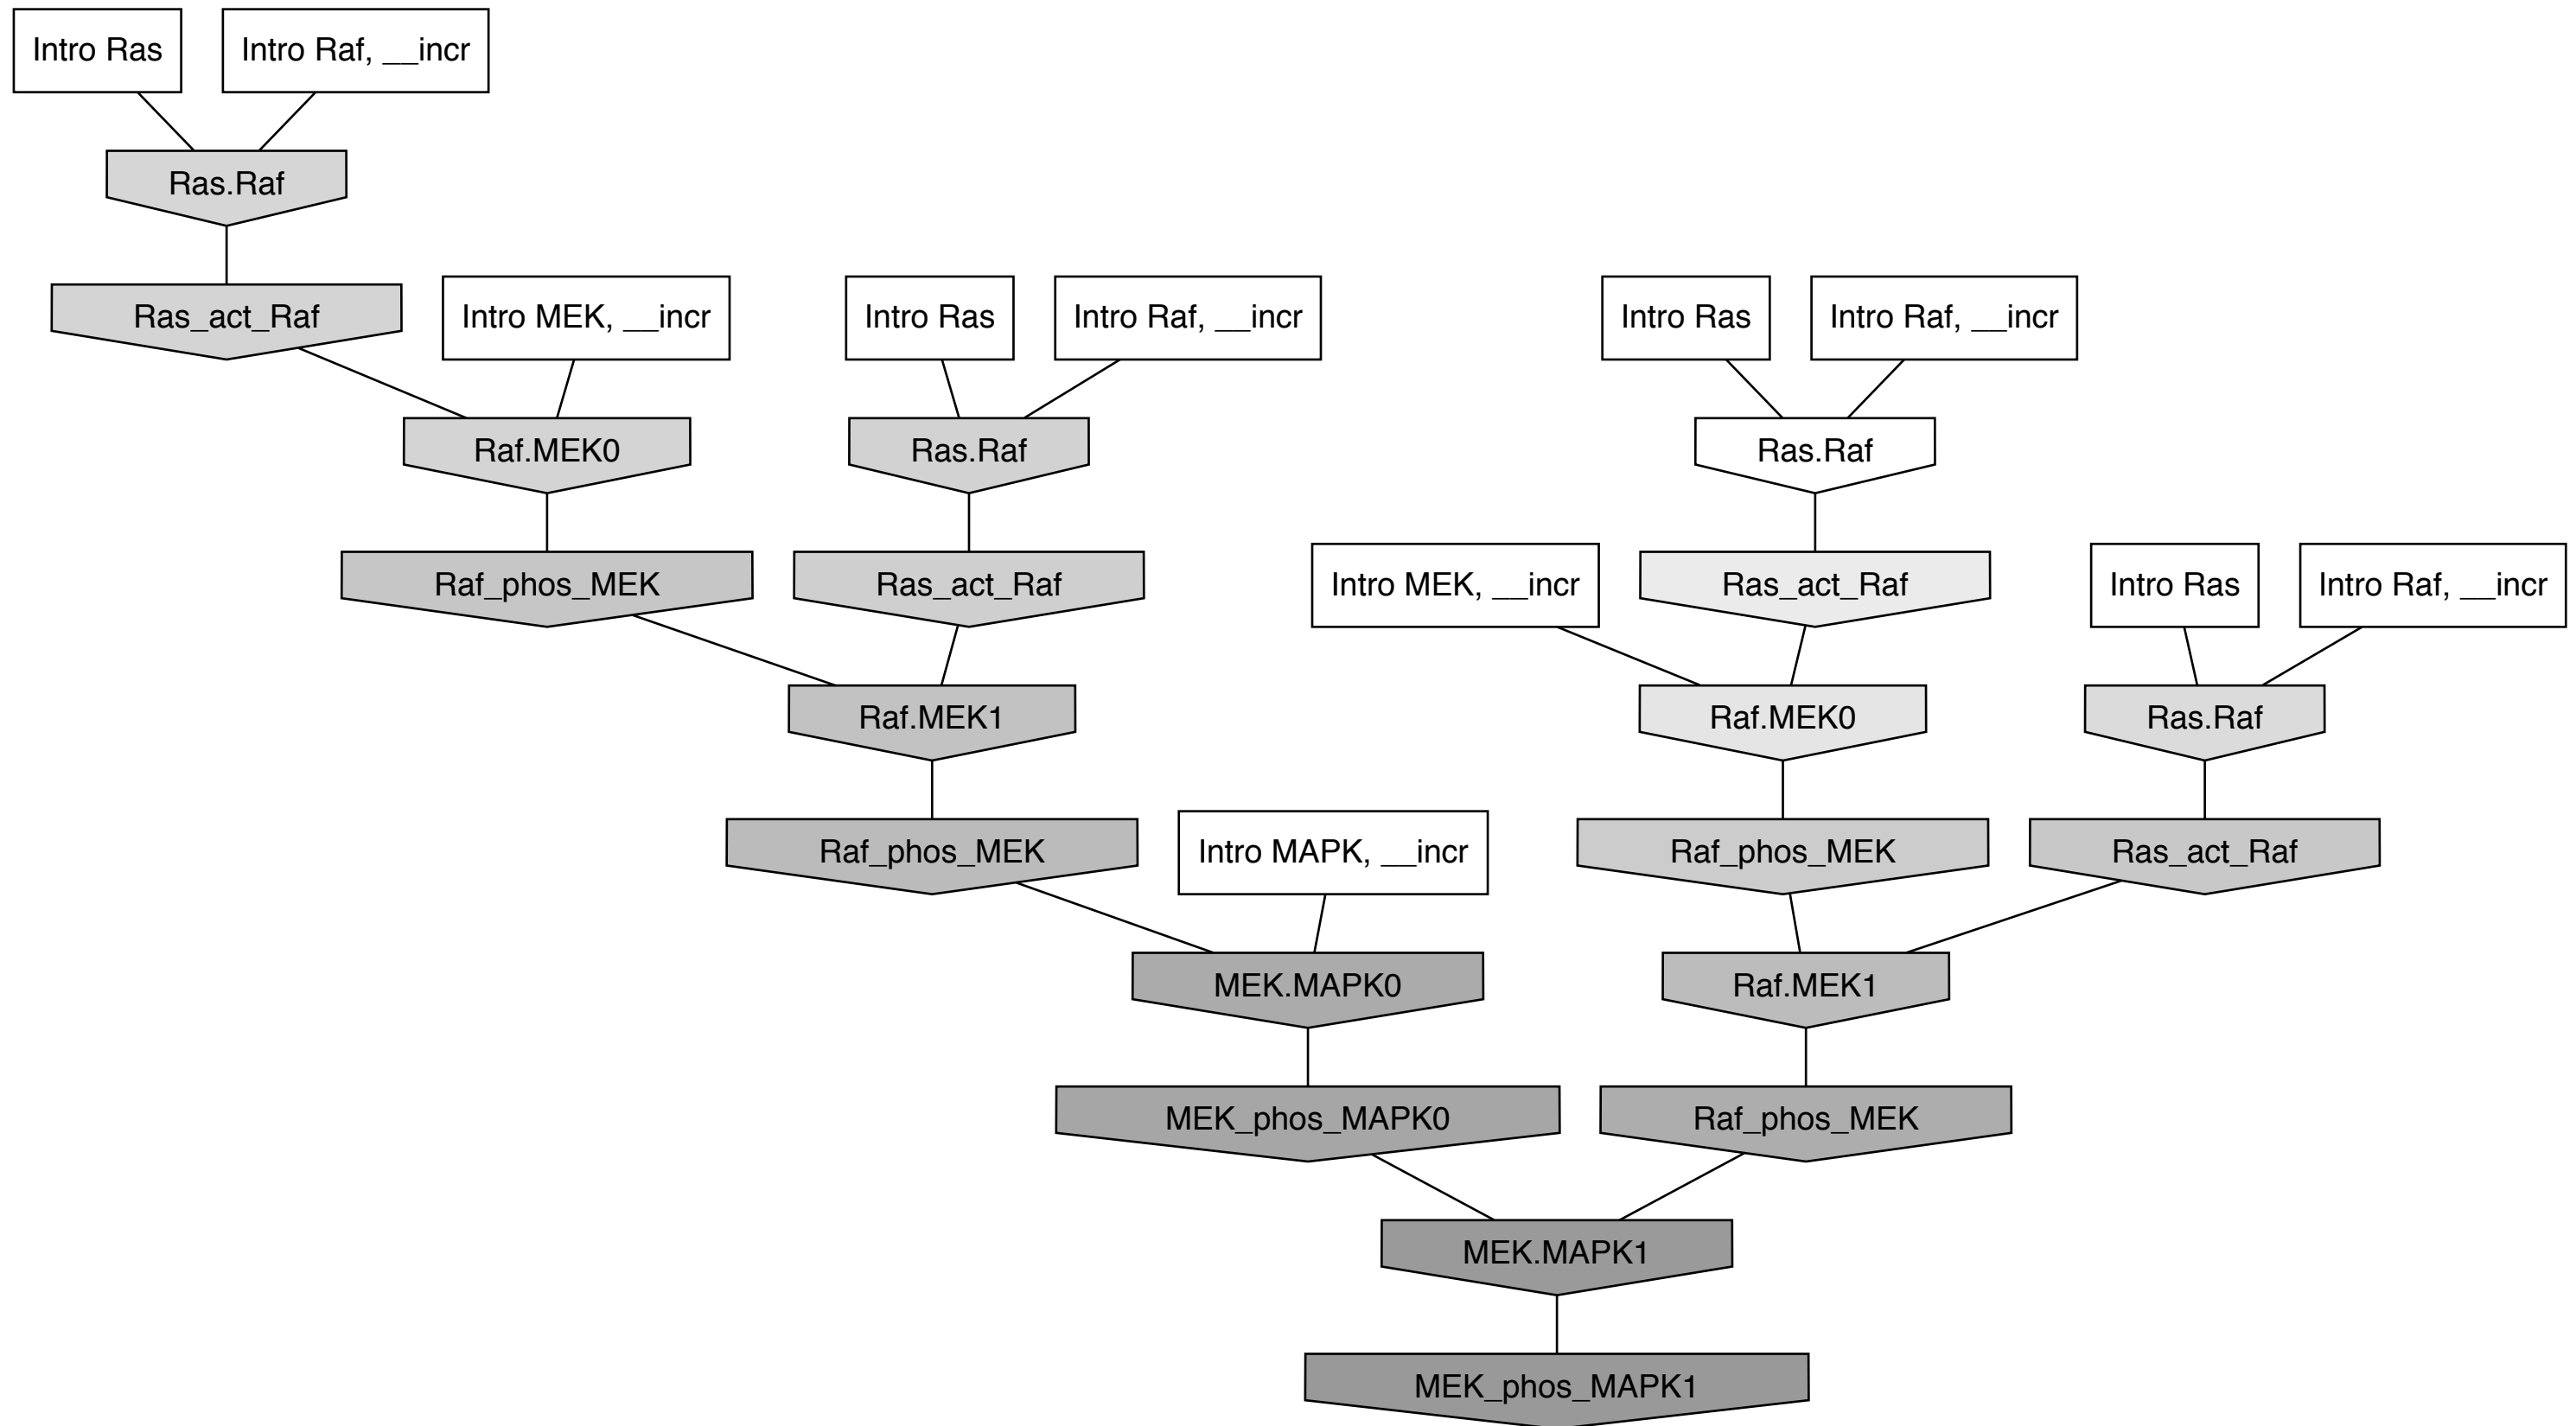 Intro Ras
Intro Raf, __incr
Ras.Raf
Ras_act_Raf
Intro MEK, __incr
Intro Ras
Intro Raf, __incr
Intro Ras
Intro Raf, __incr
Raf.MEK0
Ras.Raf
Ras.Raf
Raf_phos_MEK
Ras_act_Raf
Intro MEK, __incr
Ras_act_Raf
Intro Ras
Intro Raf, __incr
Raf.MEK1
Raf.MEK0
Ras.Raf
Raf_phos_MEK
Intro MAPK, __incr
Raf_phos_MEK
Ras_act_Raf
MEK.MAPK0
Raf.MEK1
MEK_phos_MAPK0
Raf_phos_MEK
MEK.MAPK1
MEK_phos_MAPK1